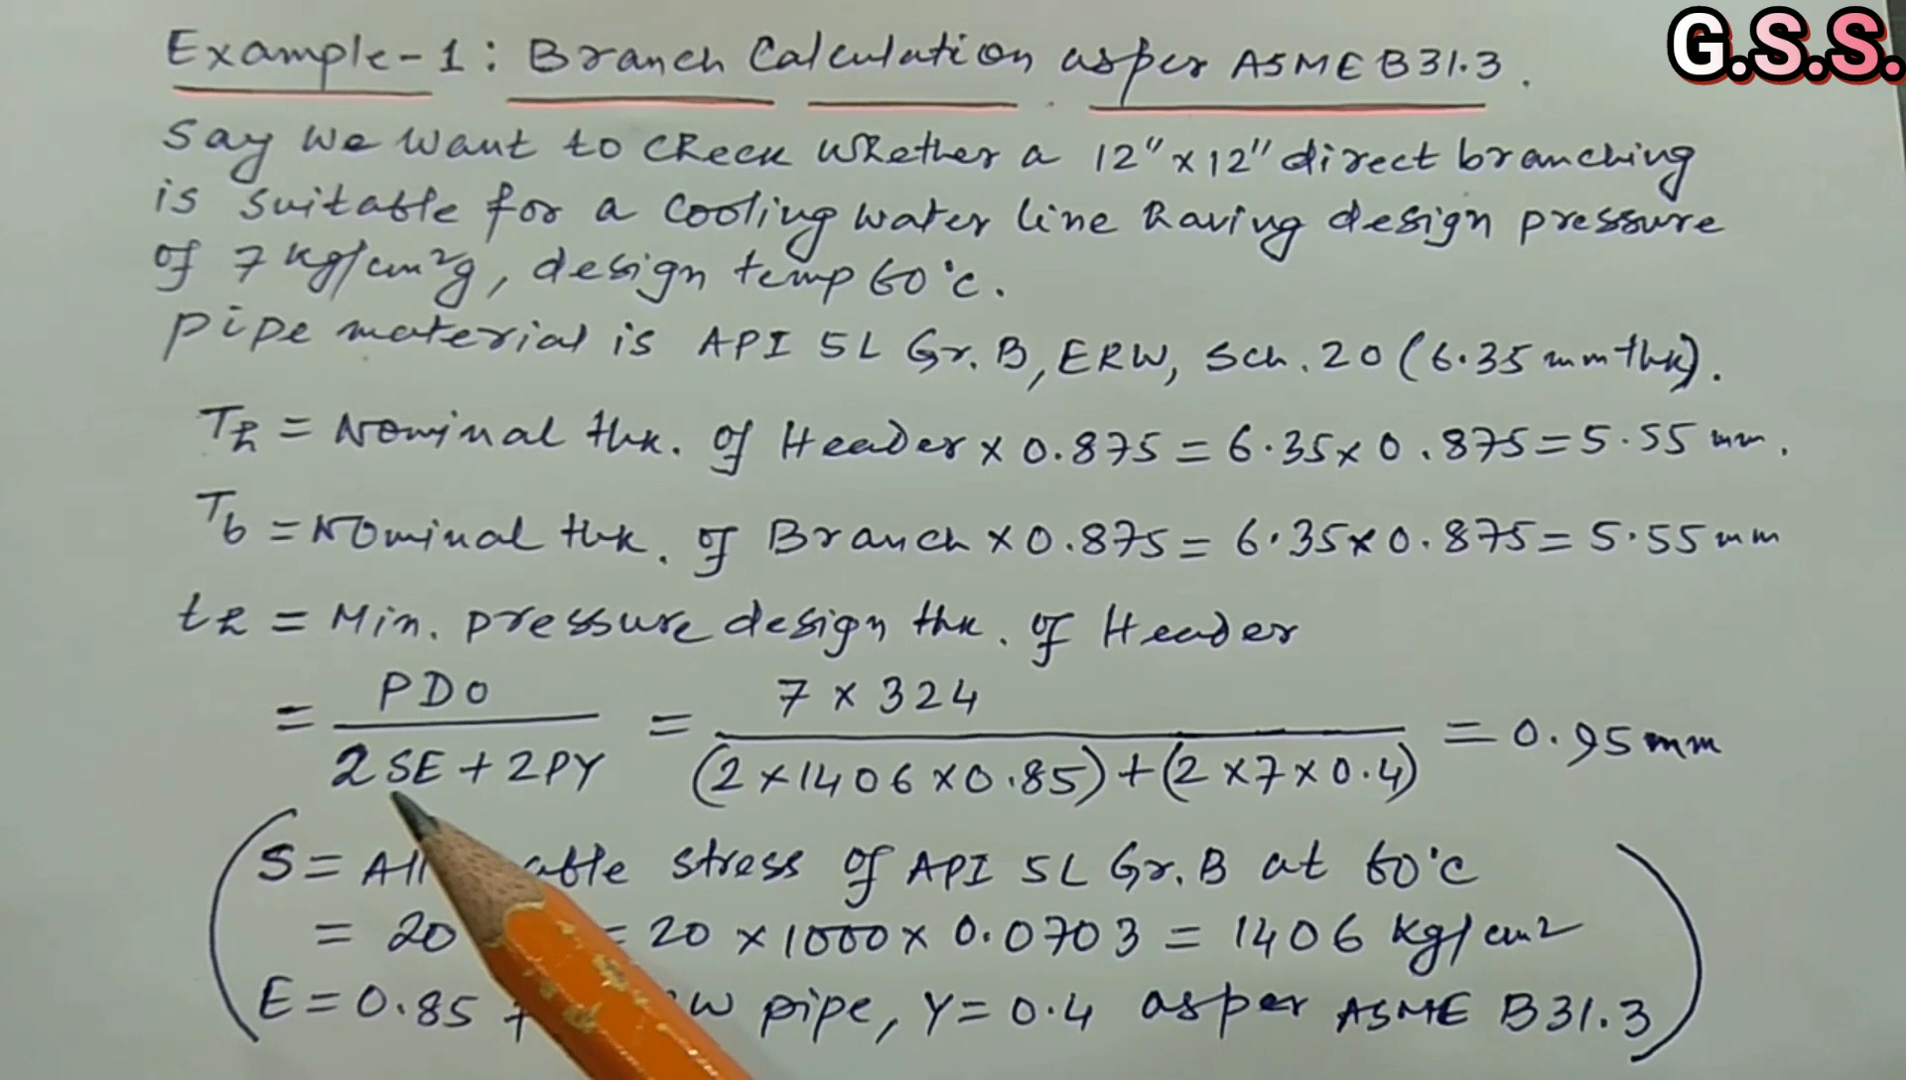 G.S.S.
Example-1: Branch Calculation as per ASME B31.3.
Say we want to check whether a 12" x 12" direct branching
is suitable for a cooling water line having design pressure
of 7 kg/cm²g, design temp 60°c.
Pipe material is API 5L Gr.B, ERW, Sch.20 (6.35 mm thk).
Th = Nominal thk. of Header x 0.875 = 6.35 x 0.875 = 5.55 mm.
Tb = Nominal thk. of Branch x 0.875 = 6.35 x 0.875 = 5.55 mm
th = Min. pressure design thk. of Header
= PDo / 2SE + 2PY = 7 x 324 / (2 x 1406 x 0.85) + (2 x 7 x 0.4) = 0.95 mm
(S = stress of API 5L Gr.B at 60°c
= 20 = 20 x 1000 x 0.0703 = 1406 kg/cm2
E = 0.85 pipe, Y = 0.4 as per ASME B31.3)